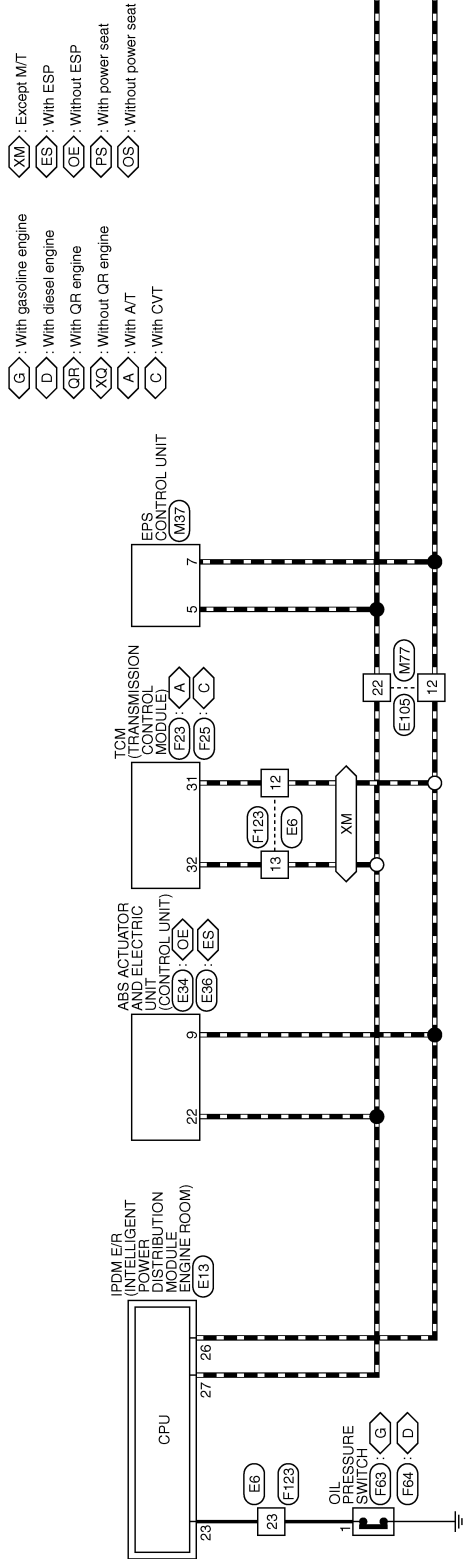 G : With gasoline engine
D : With diesel engine
QR : With QR engine
XQ : Without QR engine
A : With A/T
C : With CVT
XM : Except M/T
ES : With ESP
OE : Without ESP
PS : With power seat
OS : Without power seat
IPDM E/R
(INTELLIGENT
POWER
DISTRIBUTION
MODULE
ENGINE ROOM)
E13
CPU
23
27
26
E6
23
F123
OIL
PRESSURE
SWITCH
F63 : G
F64 : D
1
ABS ACTUATOR
AND ELECTRIC
UNIT
(CONTROL UNIT)
E34 : OE
E36 : ES
22
9
TCM
(TRANSMISSION
CONTROL
MODULE)
F23 : A
F25 : C
32
31
13
F123
E6
12
XM
EPS
CONTROL UNIT
M37
5
7
22
E105
M77
12